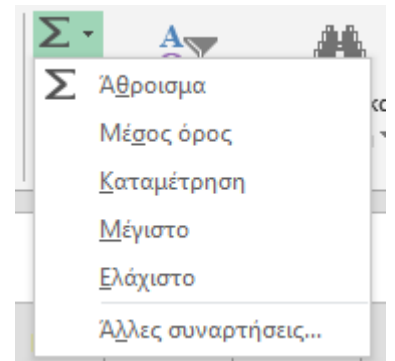 Άθροισμα
Μέσος όρος
Καταμέτρηση
Μέγιστο
Ελάχιστο
Άλλες συναρτήσεις...